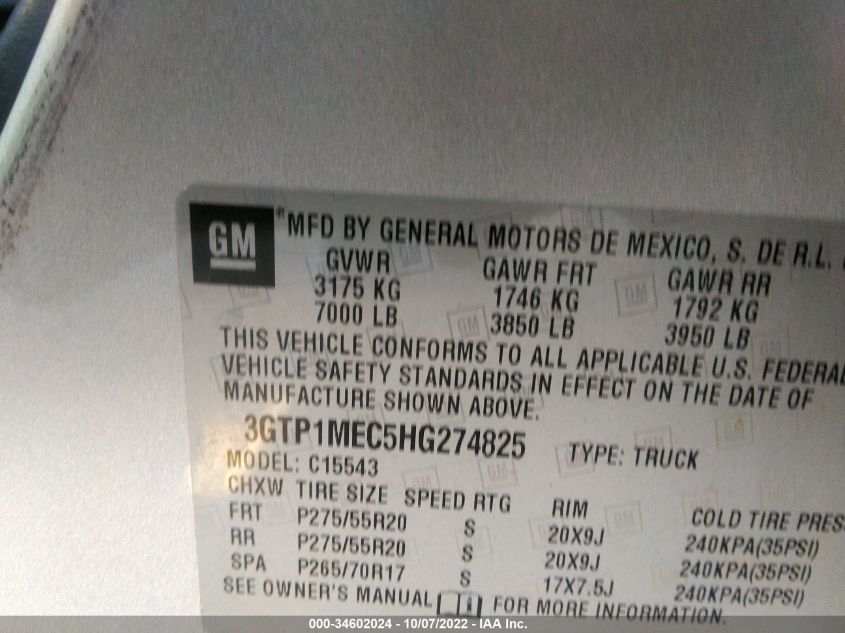 GM ® MFD BY GENERAL MOTORS DE MEXICO, S. DE R.L.
GVWR GAWR FRT GAWR RR
3175 KG 1746 KG 1792 KG
7000 LB 3850 LB 3950 LB
THIS VEHICLE CONFORMS TO ALL APPLICABLE U.S. FEDERAL
VEHICLE SAFETY STANDARDS IN EFFECT ON THE DATE OF
MANUFACTURE SHOWN ABOVE.
3GTP1MEC5HG274825 TYPE: TRUCK
MODEL: C15543
CHXW TIRE SIZE SPEED RTG RIM COLD TIRE PRES
FRT P275/55R20 S 20X9J 240KPA(35PSI)
RR P275/55R20 S 20X9J 240KPA(35PSI)
SPA P265/70R17 S 17X7.5J 240KPA(35PSI)
SEE OWNER'S MANUAL FOR MORE INFORMATION.
000-34602024 - 10/07/2022 - IAA Inc.